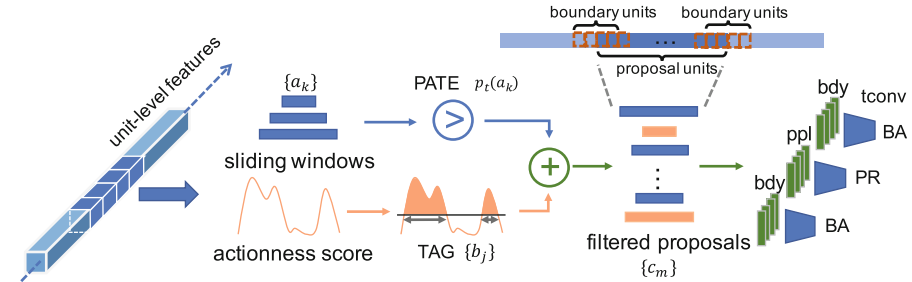 boundary units
boundary units
...
proposal units
unit-level features
{a_k}
sliding windows
actionness score
PATE p_t(a_k)
>
TAG {b_j}
+
filtered proposals
{c_m}
bdy
tconv
BA
ppl
PR
bdy
BA